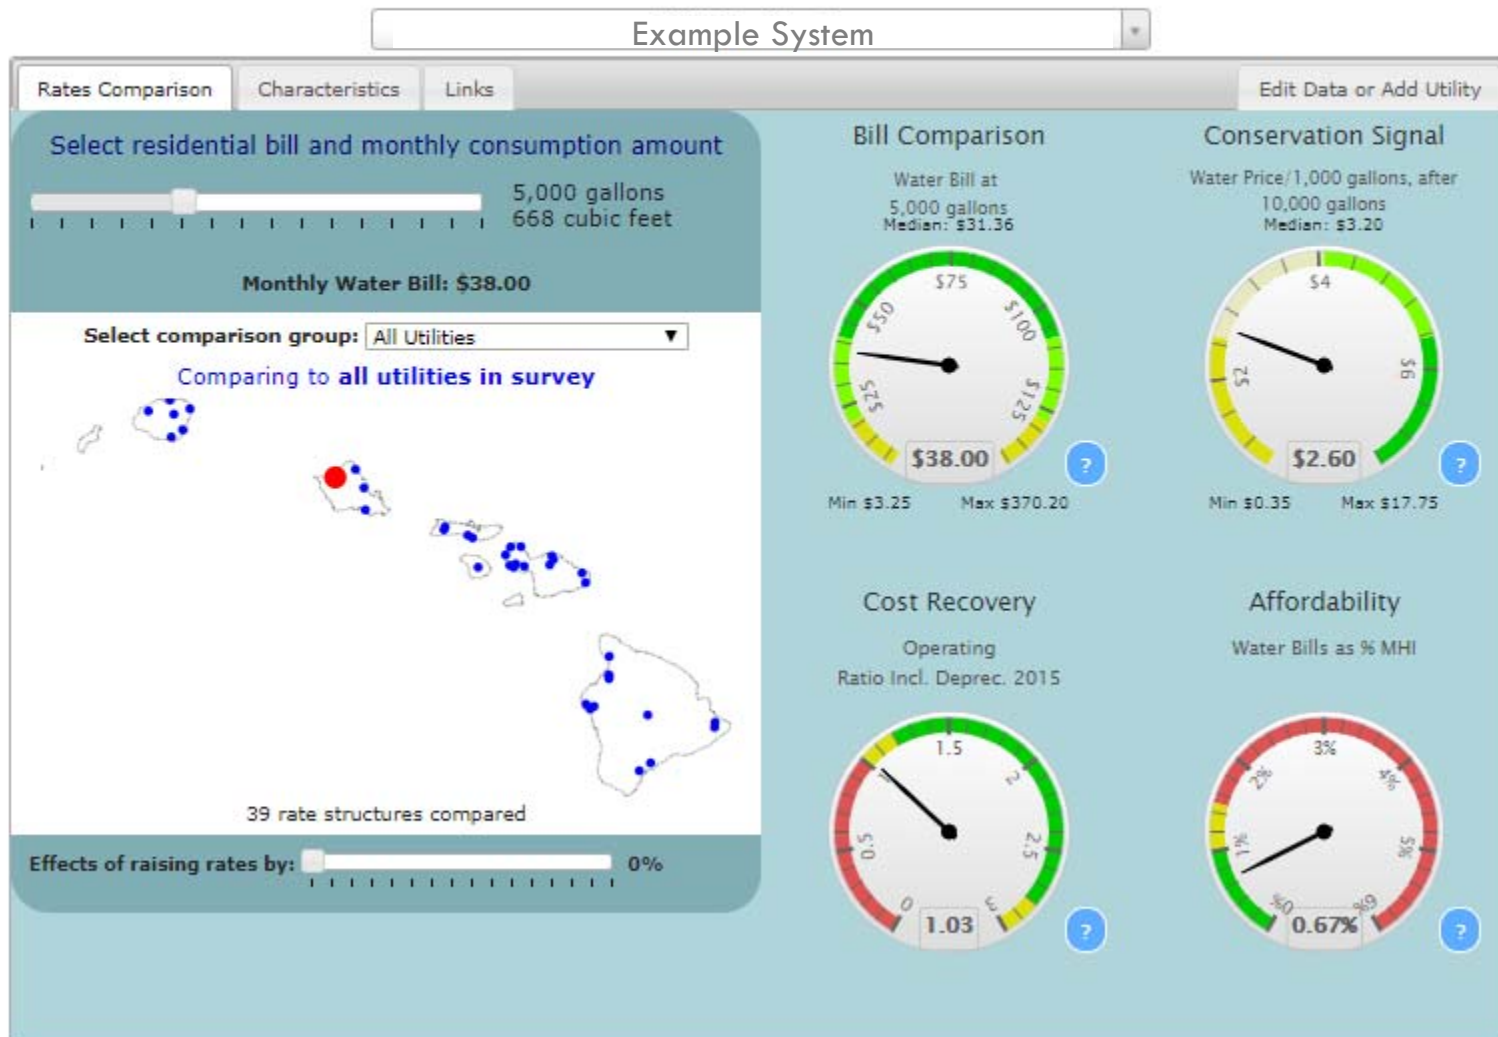 Example System
Rates Comparison
Characteristics
Links
Edit Data or Add Utility
Select residential bill and monthly consumption amount
5,000 gallons
668 cubic feet
Monthly Water Bill: $38.00
Select comparison group: All Utilities
Comparing to all utilities in survey
39 rate structures compared
Effects of raising rates by: 0%
Bill Comparison
Water Bill at
5,000 gallons
Median: $31.36
$25
$50
$75
$100
$125
$38.00
?
Min $3.25 Max $370.20
Conservation Signal
Water Price/1,000 gallons, after
10,000 gallons
Median: $3.20
$2
$4
$6
$2.60
?
Min $0.35 Max $17.75
Cost Recovery
Operating
Ratio Incl. Deprec. 2015
0
0.5
1
1.5
2
2.5
3
1.03
?
Affordability
Water Bills as % MHI
0%
1%
2%
3%
4%
5%
6%
0.67%
?